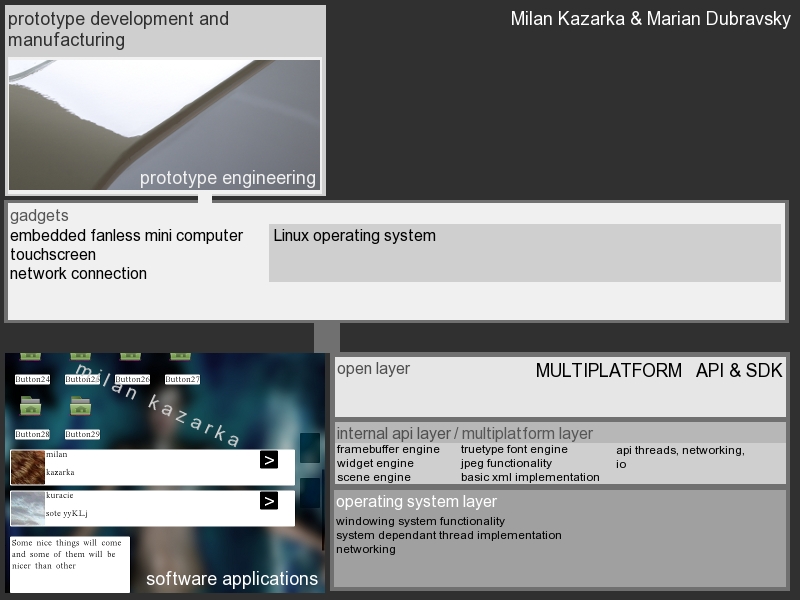 prototype development and
manufacturing
Milan Kazarka & Marian Dubravsky
prototype engineering
gadgets
embedded fanless mini computer
touchscreen
network connection
Linux operating system
Button24 Button25 Button26 Button27
milan kazarka
Button28 Button29
milan
kazarka
>
kuracie
sote yyKLj
>
Some nice things will come
and some of them will be
nicer than other
software applications
open layer
MULTIPLATFORM API & SDK
internal api layer / multiplatform layer
framebuffer engine
widget engine
scene engine
truetype font engine
jpeg functionality
basic xml implementation
api threads, networking,
io
operating system layer
windowing system functionality
system dependant thread implementation
networking